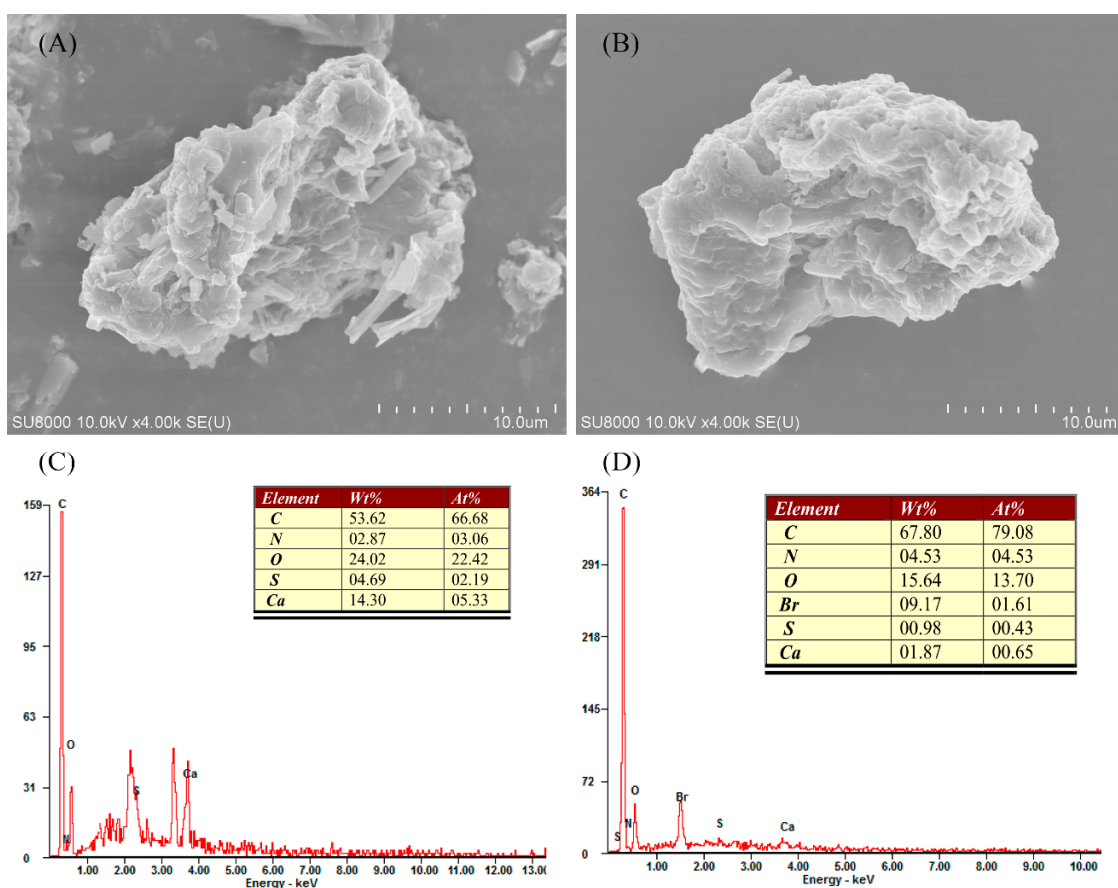 (A)
(B)
SU8000 10.0kV x4.00k SE(U) 10.0um
SU8000 10.0kV x4.00k SE(U) 10.0um
(C)
C
159
127
95
63
31
0
O
N
S
Ca
1.00 2.00 3.00 4.00 5.00 6.00 7.00 8.00 9.00 10.00 11.00 12.00 13.0
Energy - keV
Element Wt% At%
C 53.62 66.68
N 02.87 03.06
O 24.02 22.42
S 04.69 02.19
Ca 14.30 05.33
(D)
C
364
291
218
145
72
0
O
S
N
Br
S
Ca
1.00 2.00 3.00 4.00 5.00 6.00 7.00 8.00 9.00 10.00
Energy - keV
Element Wt% At%
C 67.80 79.08
N 04.53 04.53
O 15.64 13.70
Br 09.17 01.61
S 00.98 00.43
Ca 01.87 00.65